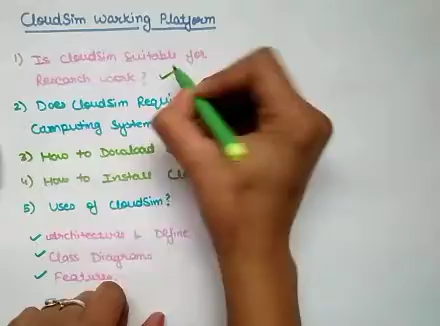 CloudSim Working Platform
1) Is CloudSim Suitable for
Research work?
2) Does CloudSim Requi
Computing System
3) How to Download
4) How to Install Cl
5) Uses of CloudSim?
✓ Architecture & Define
✓ Class Diagrams
✓ Features